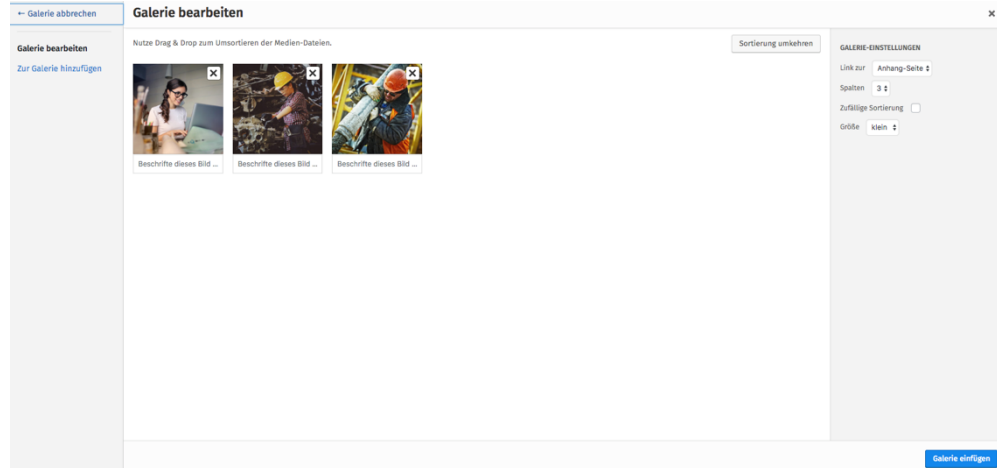 ← Galerie abbrechen
Galerie bearbeiten
×
Galerie bearbeiten
Zur Galerie hinzufügen
Nutze Drag & Drop zum Umsortieren der Medien-Dateien.
Sortierung umkehren
Beschrifte dieses Bild ...
Beschrifte dieses Bild ...
Beschrifte dieses Bild ...
GALERIE-EINSTELLUNGEN
Link zur Anhang-Seite
Spalten 3
Zufällige Sortierung
Größe klein
Galerie einfügen